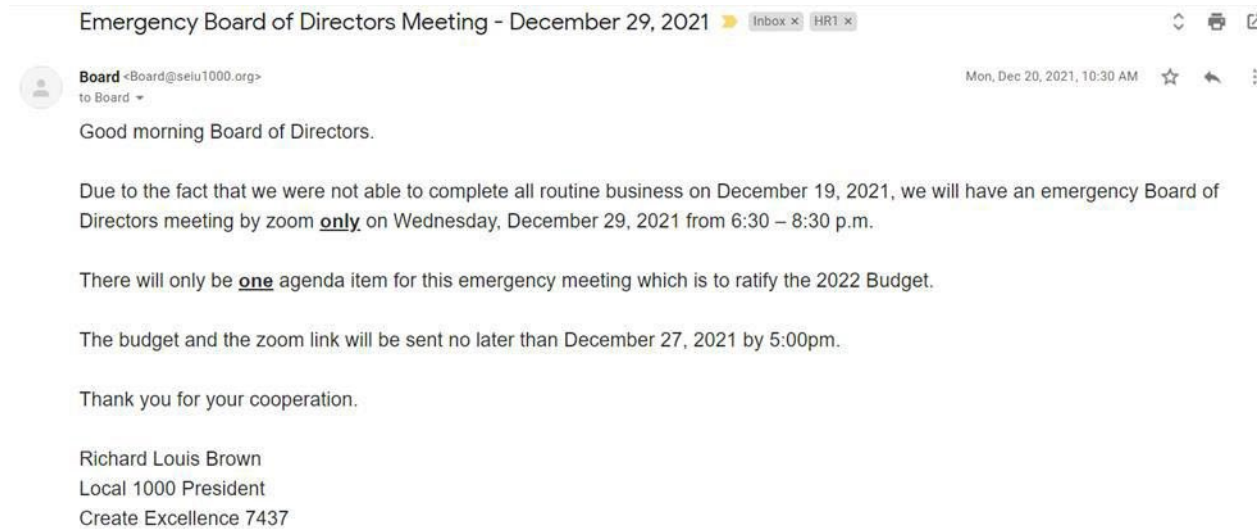 Emergency Board of Directors Meeting - December 29, 2021 Inbox x HR1 x
Board <Board@seiu1000.org> Mon, Dec 20, 2021, 10:30 AM
to Board
Good morning Board of Directors.
Due to the fact that we were not able to complete all routine business on December 19, 2021, we will have an emergency Board of
Directors meeting by zoom only on Wednesday, December 29, 2021 from 6:30 – 8:30 p.m.
There will only be one agenda item for this emergency meeting which is to ratify the 2022 Budget.
The budget and the zoom link will be sent no later than December 27, 2021 by 5:00pm.
Thank you for your cooperation.
Richard Louis Brown
Local 1000 President
Create Excellence 7437